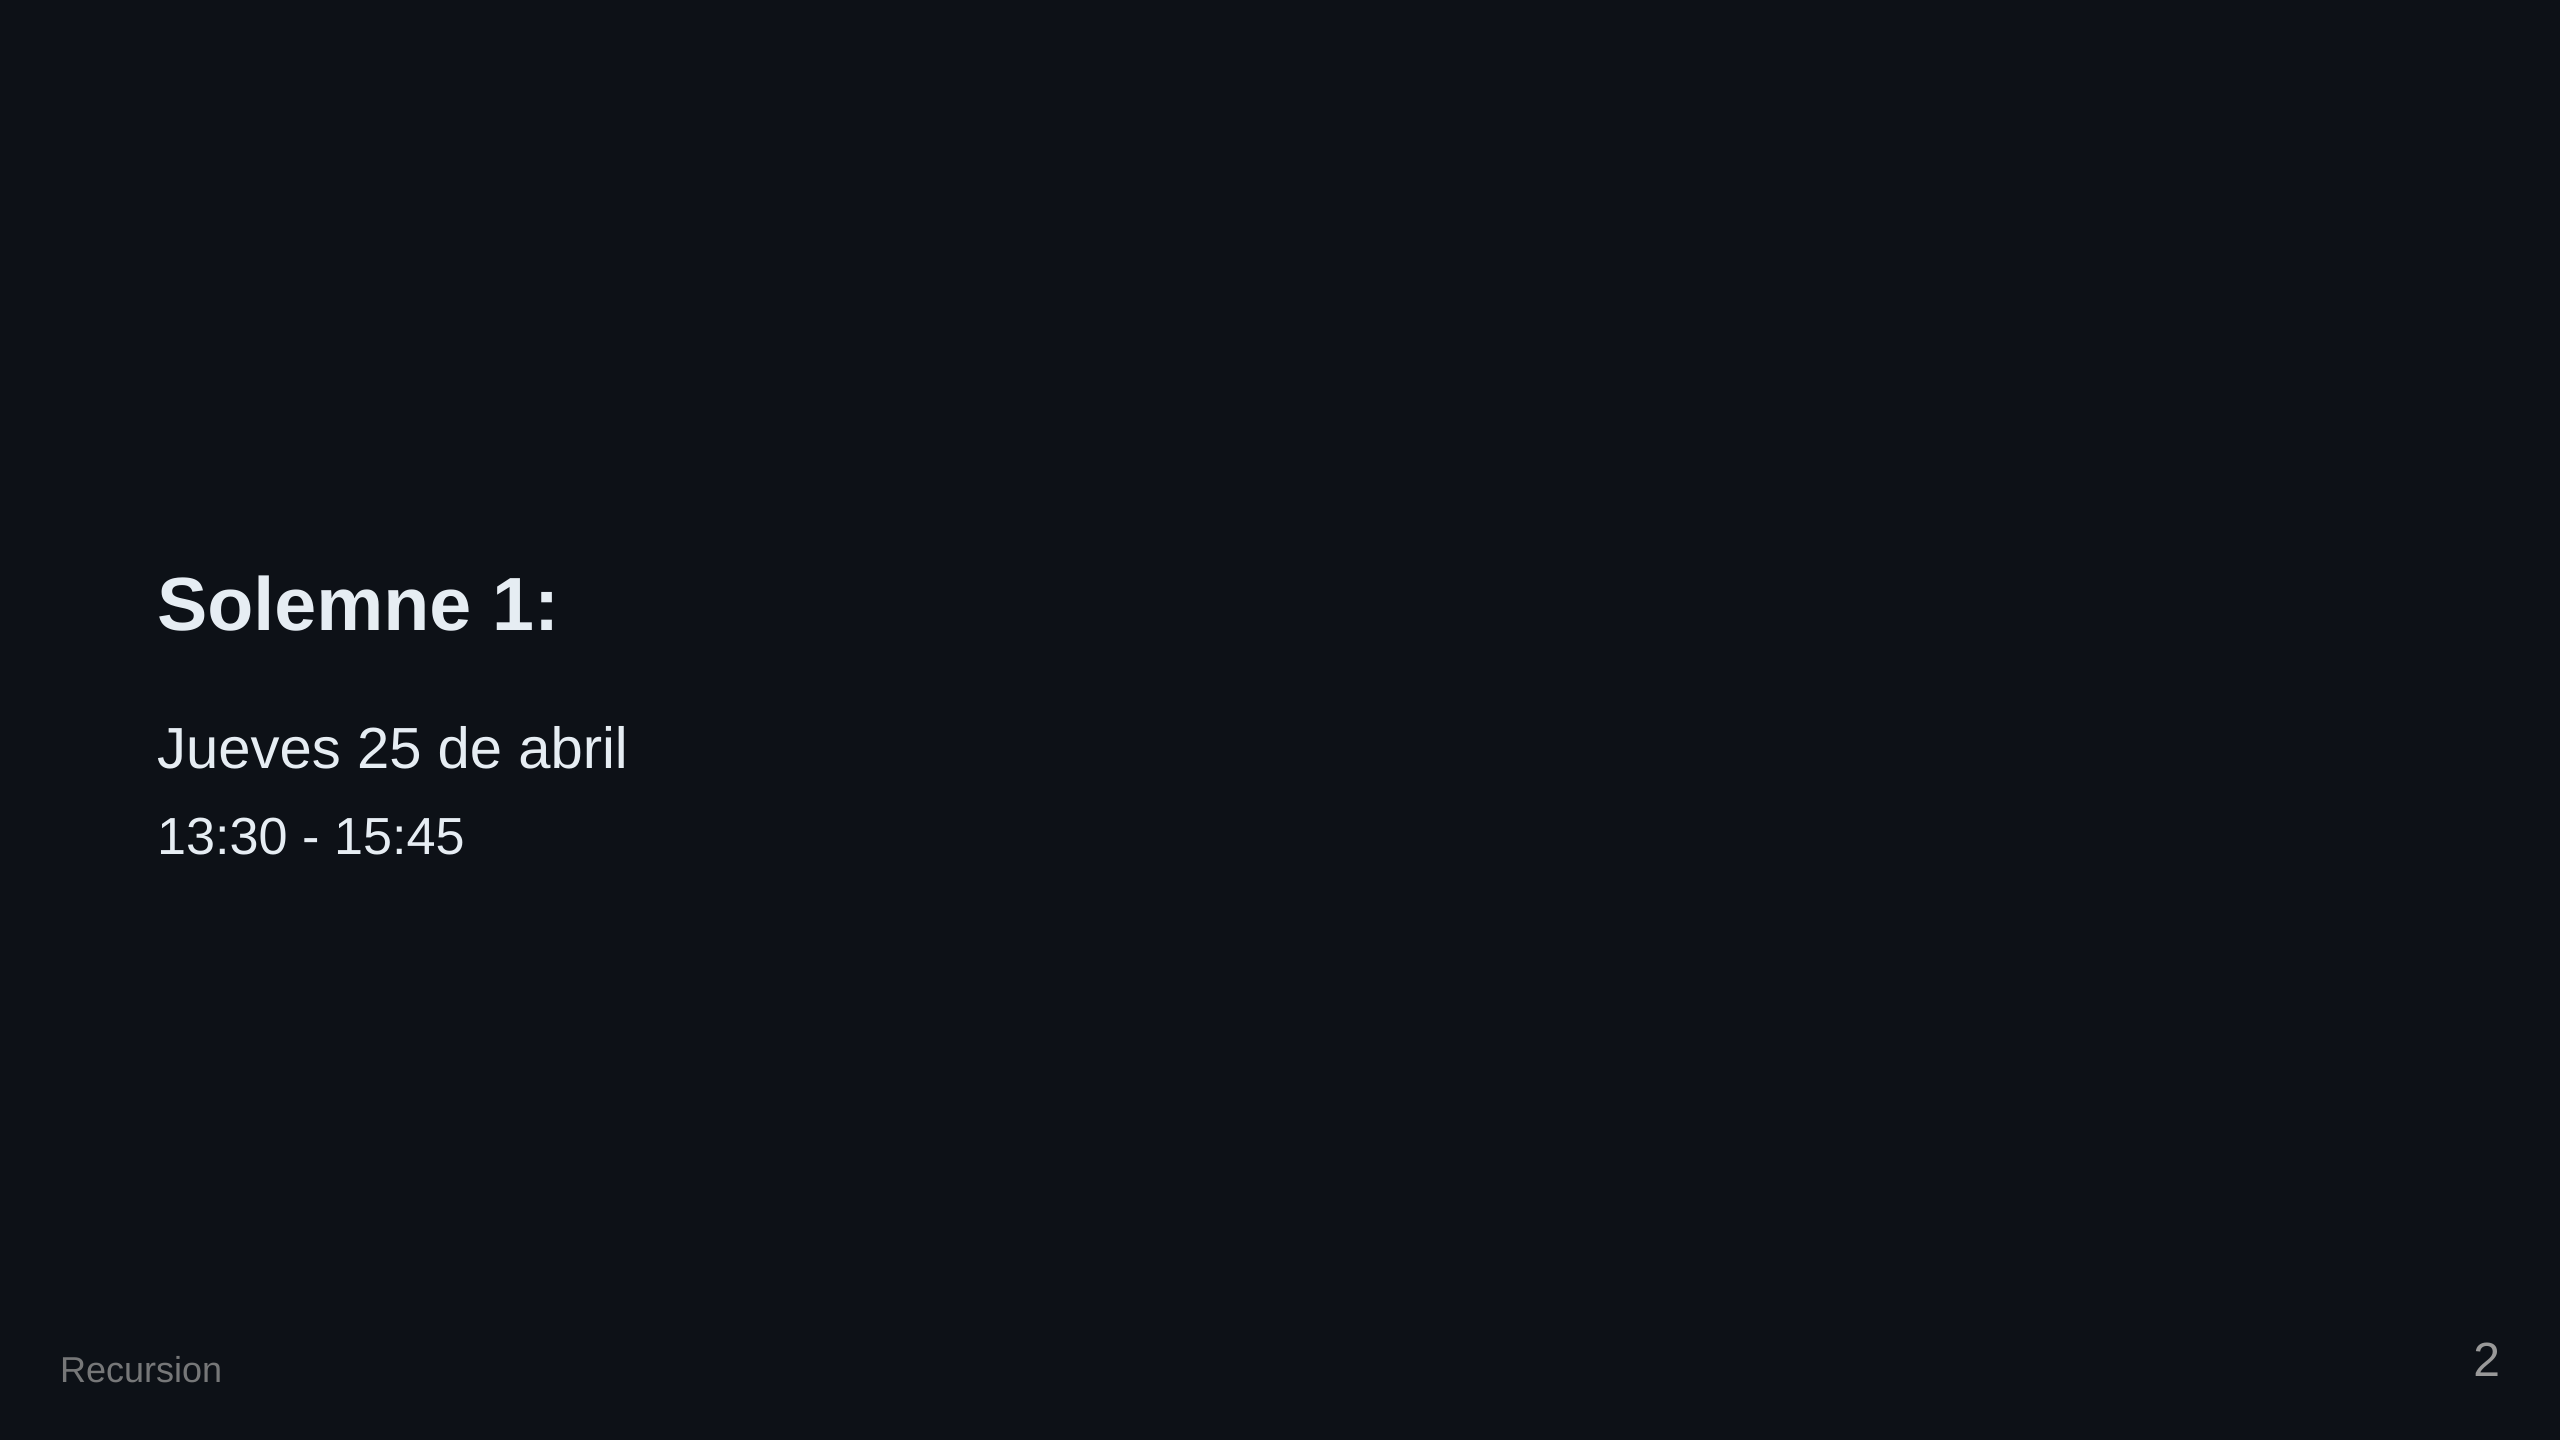 Solemne 1:
Jueves 25 de abril
13:30 - 15:45
Recursion
2